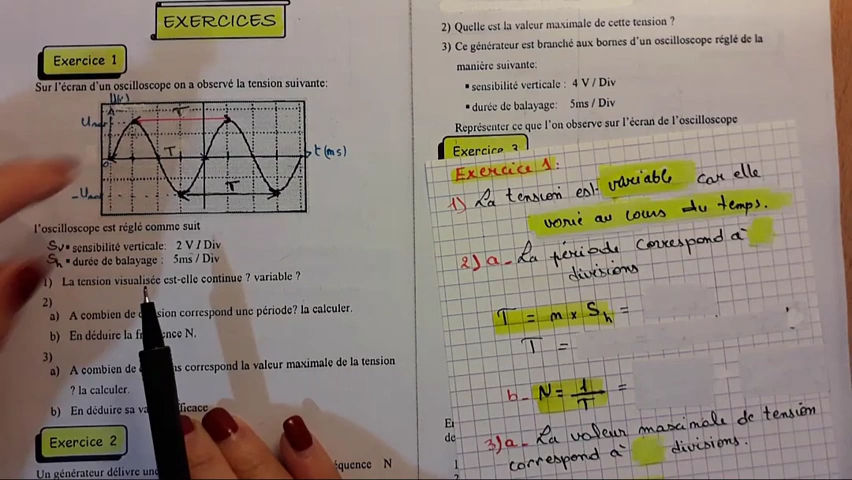 EXERCICES
Exercice 1
Sur l'écran d'un oscilloscope on a observé la tension suivante:
T
T
t(ms)
T
l'oscilloscope est réglé comme suit
Sv = sensibilité verticale: 2 V / Div
Sh = durée de balayage : 5ms / Div
1) La tension visualisée est-elle continue ? variable ?
2)
a) A combien de sion correspond une période? la calculer.
b) En déduire la ence N.
3)
a) A combien de correspond la valeur maximale de la tension
? la calculer.
b) En déduire sa efficace
Exercice 2
Un générateur délivre une équence N
2) Quelle est la valeur maximale de cette tension ?
3) Ce générateur est branché aux bornes d'un oscilloscope réglé de la
manière suivante:
▪ sensibilité verticale : 4 V / Div
▪ durée de balayage : 5ms / Div
Représenter ce que l'on observe sur l'écran de l'oscilloscope
Exercice 3
Exercice 1:
1) La tension est variable car elle
varie au cours du temps.
2) a - La période correspond à
divisions
T = n x Sh =
T =
b - N = 1/T =
3) a - La valeur maximale de tension
correspond à divisions.